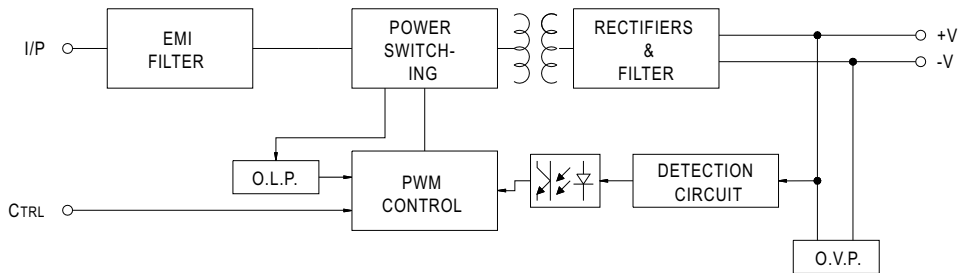 I/P
EMI
FILTER
POWER
SWITCH-
ING
RECTIFIERS
&
FILTER
+V
-V
O.L.P.
PWM
CONTROL
DETECTION
CIRCUIT
CTRL
O.V.P.